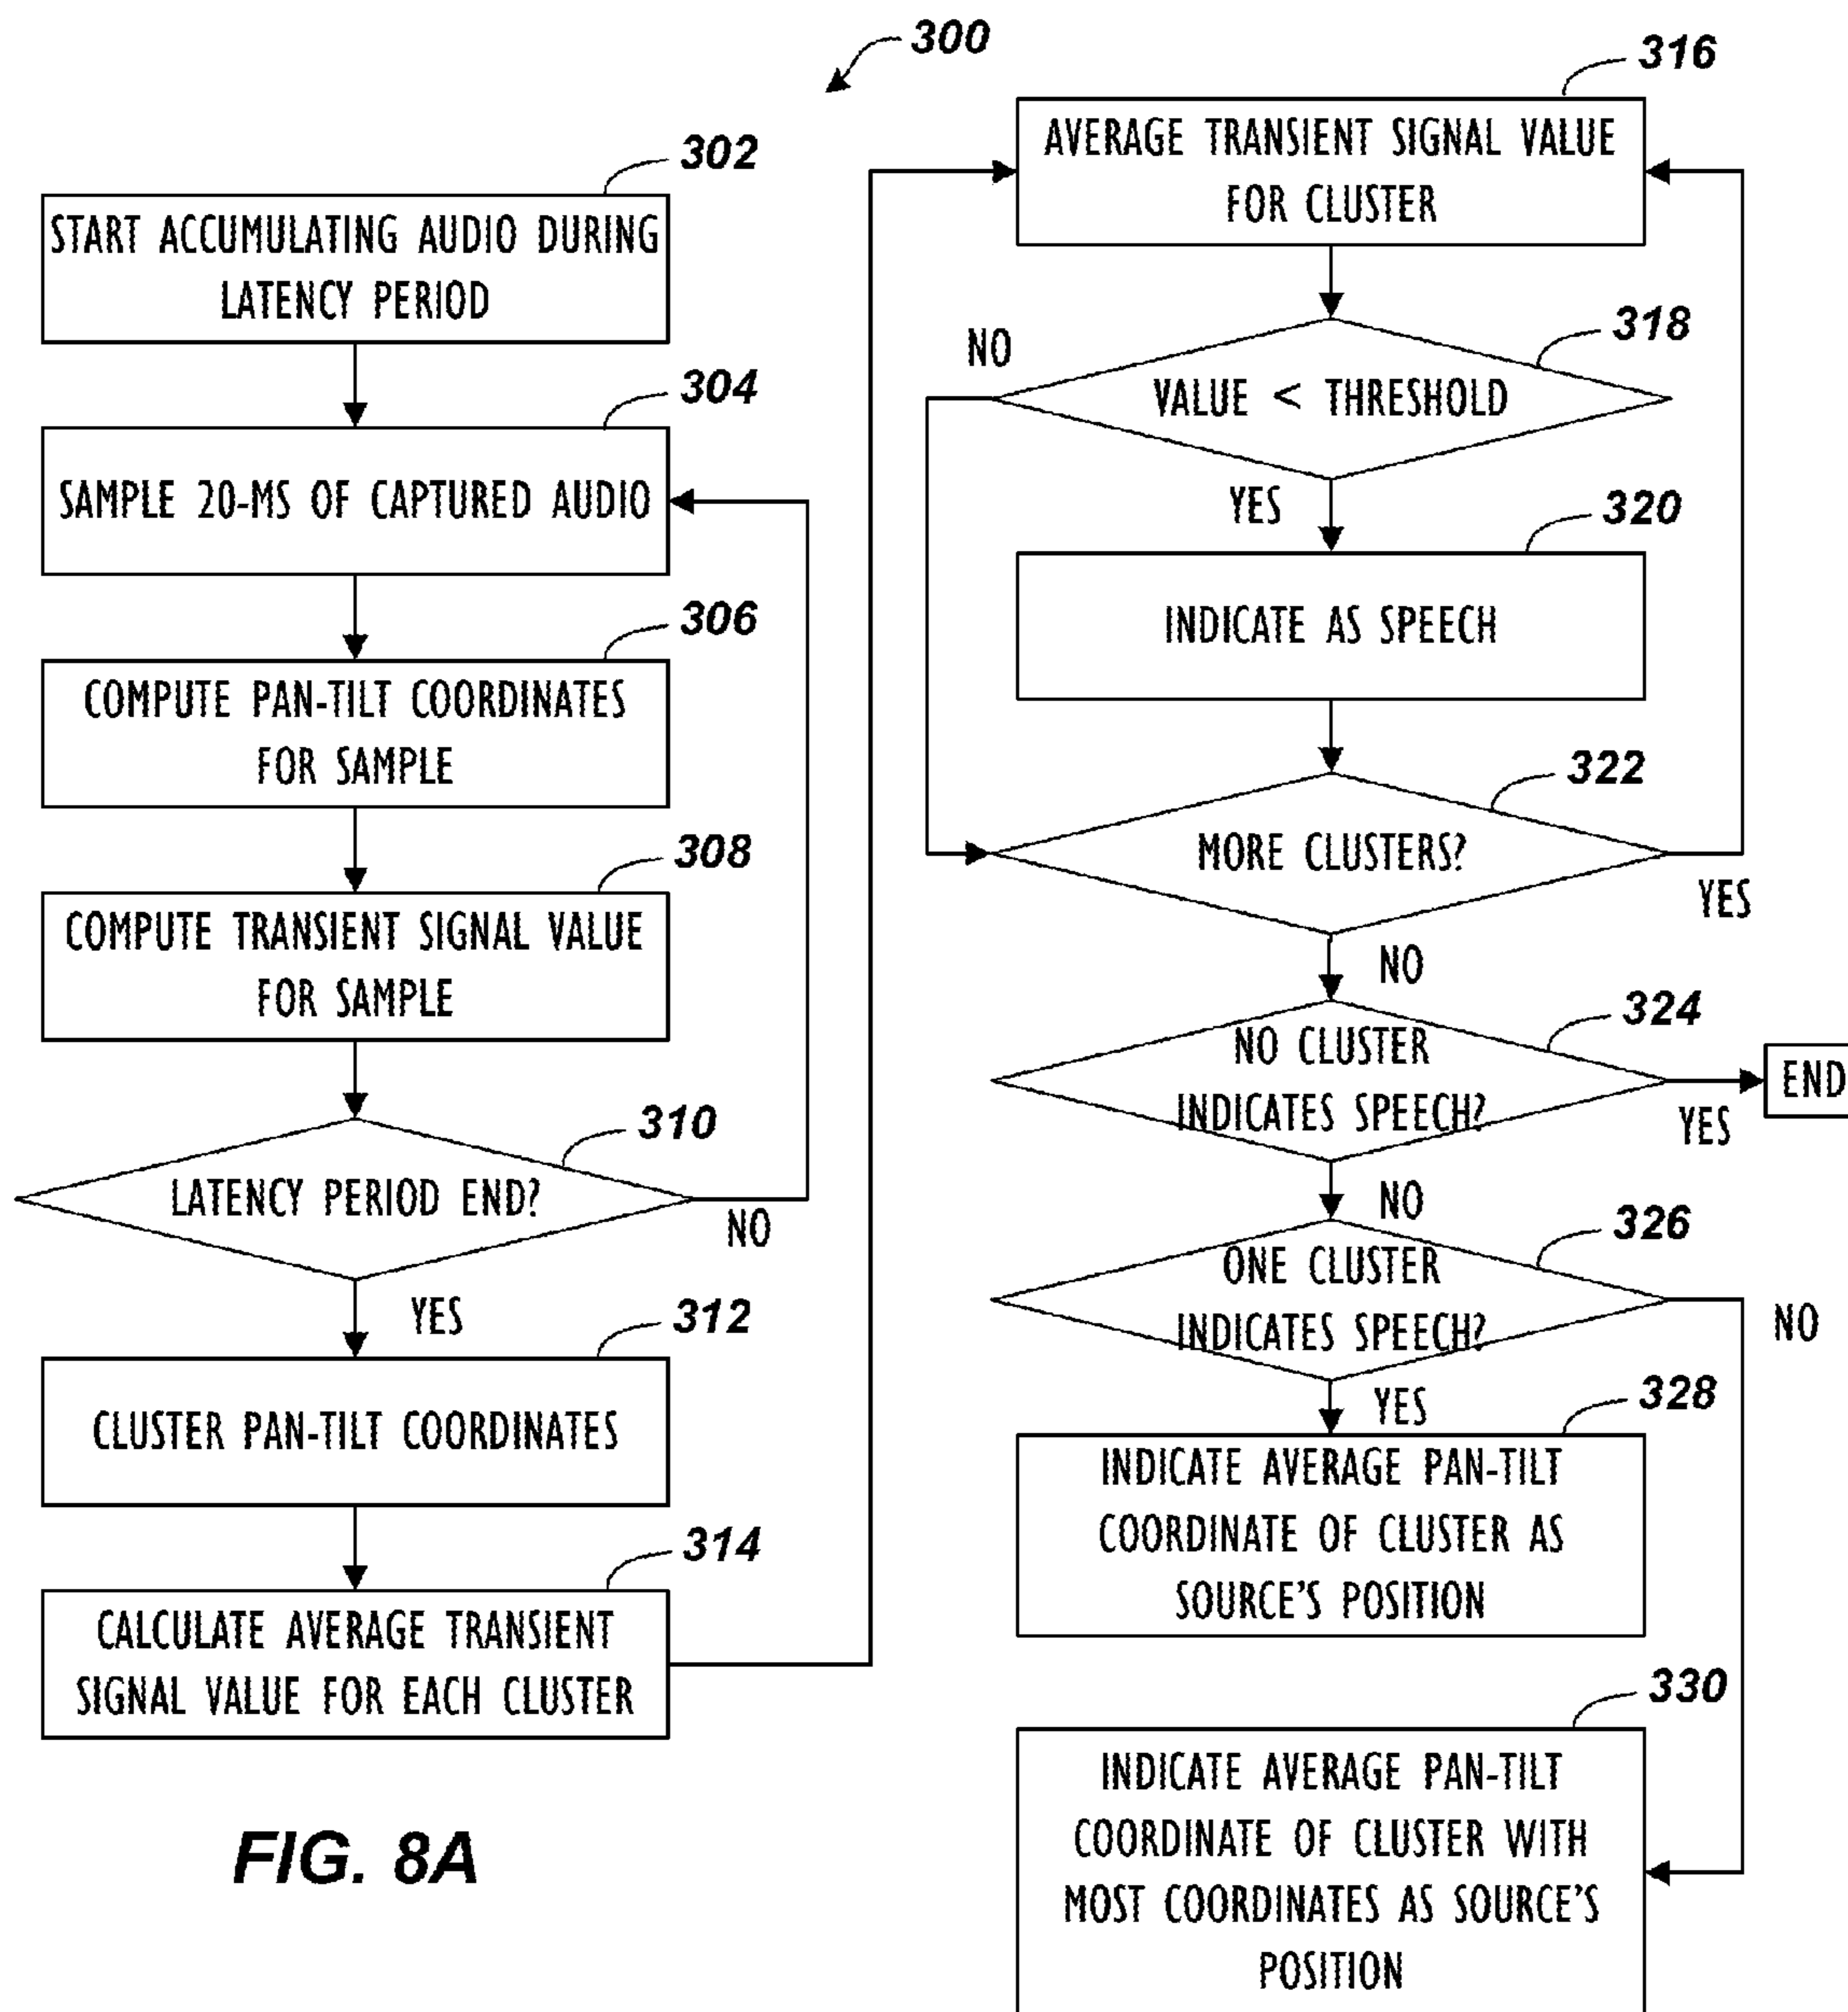 300
302
START ACCUMULATING AUDIO DURING
LATENCY PERIOD
304
SAMPLE 20-MS OF CAPTURED AUDIO
306
COMPUTE PAN-TILT COORDINATES
FOR SAMPLE
308
COMPUTE TRANSIENT SIGNAL VALUE
FOR SAMPLE
310
LATENCY PERIOD END?
NO
YES
312
CLUSTER PAN-TILT COORDINATES
314
CALCULATE AVERAGE TRANSIENT
SIGNAL VALUE FOR EACH CLUSTER
316
AVERAGE TRANSIENT SIGNAL VALUE
FOR CLUSTER
318
NO
VALUE < THRESHOLD
YES
320
INDICATE AS SPEECH
322
MORE CLUSTERS?
YES
NO
324
NO CLUSTER
INDICATES SPEECH?
END
YES
NO
326
ONE CLUSTER
INDICATES SPEECH?
NO
YES
328
INDICATE AVERAGE PAN-TILT
COORDINATE OF CLUSTER AS
SOURCE'S POSITION
330
INDICATE AVERAGE PAN-TILT
COORDINATE OF CLUSTER WITH
MOST COORDINATES AS SOURCE'S
POSITION
FIG. 8A